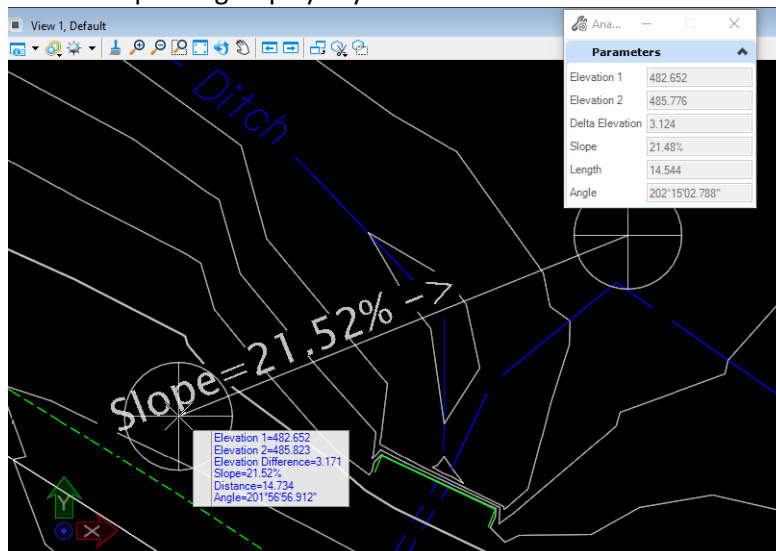 View 1, Default
Ana...
Parameters
Elevation 1 482.652
Elevation 2 485.776
Delta Elevation 3.124
Slope 21.48%
Length 14.544
Angle 202°15'02.788"
Ditch
Slope=21.52% ->
Elevation 1=482.652
Elevation 2=485.823
Elevation Difference=3.171
Slope=21.52%
Distance=14.734
Angle=201°56'56.912"
Y
X